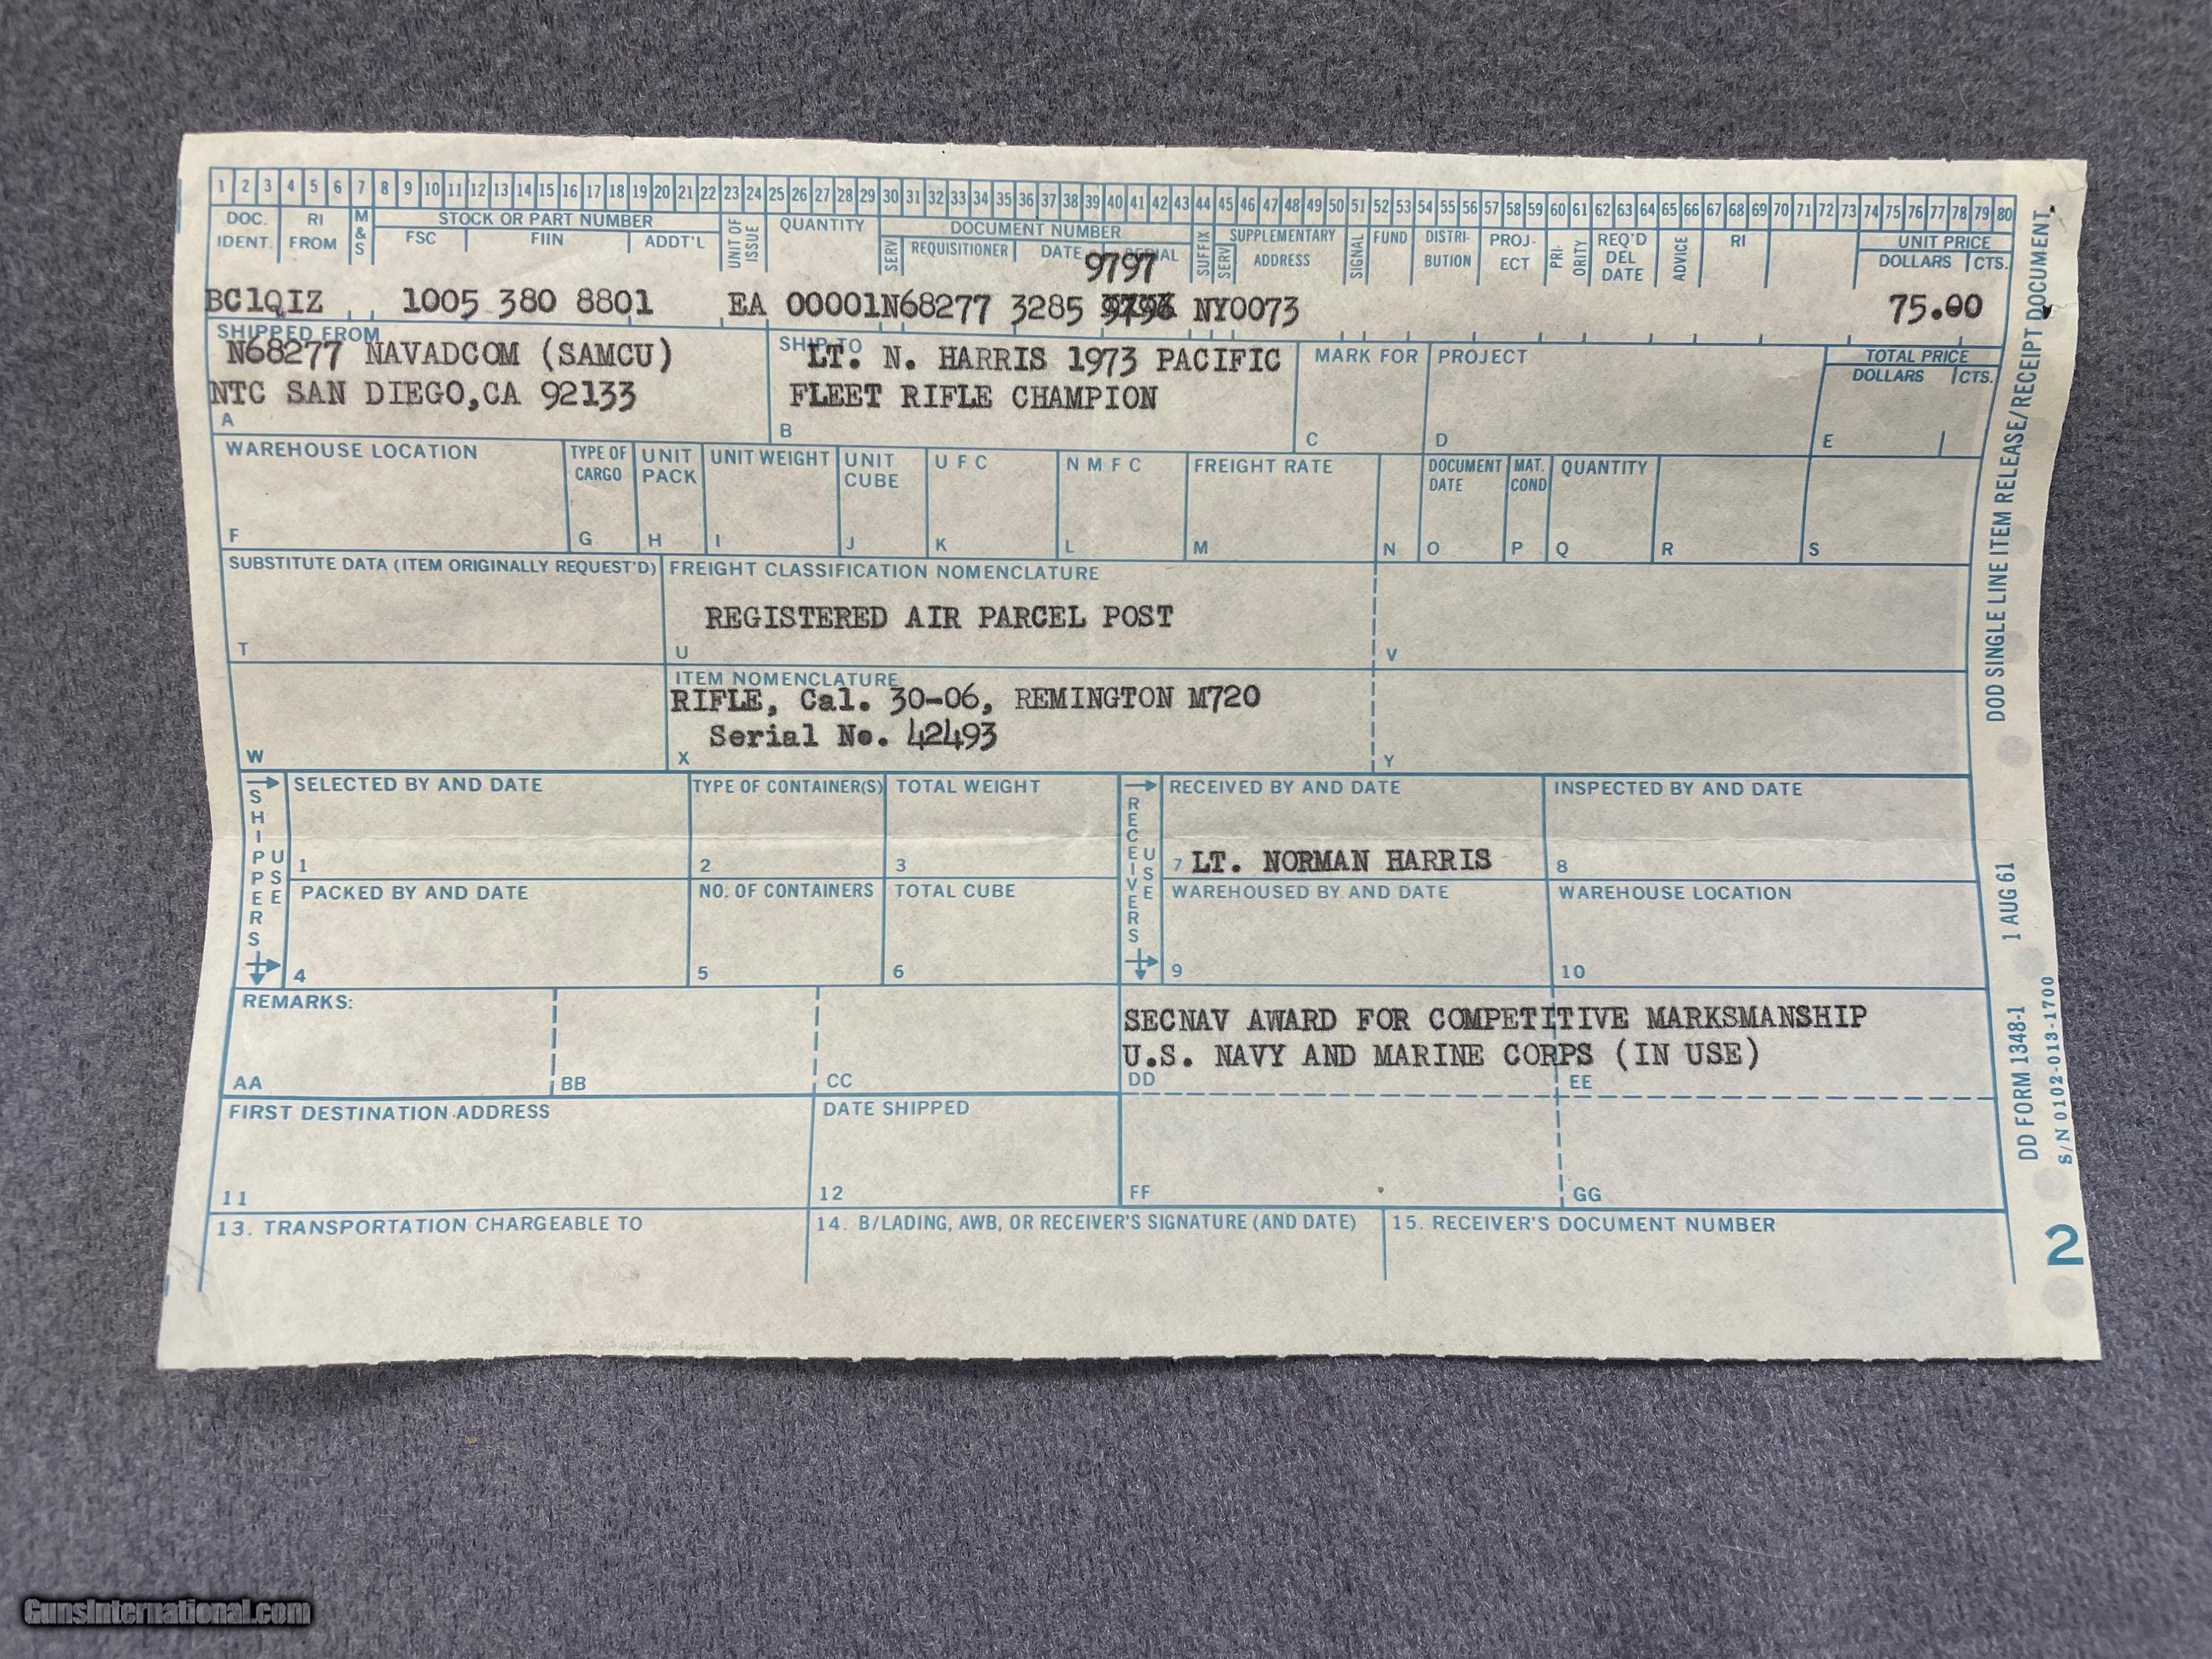 1 2 3 4 5 6 7 8 9 10 11 12 13 14 15 16 17 18 19 20 21 22 23 24 25 26 27 28 29 30 31 32 33 34 35 36 37 38 39 40 41 42 43 44 45 46 47 48 49 50 51 52 53 54 55 56 57 58 59 60 61 62 63 64 65 66 67 68 69 70 71 72 73 74 75 76 77 78 79 80
DOC. IDENT. RI FROM M&S STOCK OR PART NUMBER UNIT OF ISSUE QUANTITY DOCUMENT NUMBER SUFFIX SUPPLEMENTARY ADDRESS SIGNAL FUND DISTRI-BUTION PROJ-ECT PRI-ORITY REQ'D DEL DATE ADVICE RI UNIT PRICE
FSC FIIN ADDT'L SERV REQUISITIONER DATE SERIAL SERV DOLLARS CTS.
9797
BC1QIZ 1005 380 8801 EA 00001N68277 3285 9796 NY0073 75.00
SHIPPED FROM SHIP TO MARK FOR PROJECT TOTAL PRICE
DOLLARS CTS.
N68277 NAVADCOM (SAMCU) LT. N. HARRIS 1973 PACIFIC
NTC SAN DIEGO,CA 92133 FLEET RIFLE CHAMPION
A B C D E
WAREHOUSE LOCATION TYPE OF CARGO UNIT PACK UNIT WEIGHT UNIT CUBE UFC NMFC FREIGHT RATE DOCUMENT DATE MAT. COND QUANTITY
F G H I J K L M N O P Q R S
SUBSTITUTE DATA (ITEM ORIGINALLY REQUEST'D) FREIGHT CLASSIFICATION NOMENCLATURE
REGISTERED AIR PARCEL POST
T U V
ITEM NOMENCLATURE
RIFLE, Cal. 30-06, REMINGTON M720
Serial No. 42493
W X Y
SHIPPERS USE SELECTED BY AND DATE TYPE OF CONTAINER(S) TOTAL WEIGHT RECEIVERS USE RECEIVED BY AND DATE INSPECTED BY AND DATE
1 2 3 7 LT. NORMAN HARRIS 8
PACKED BY AND DATE NO. OF CONTAINERS TOTAL CUBE WAREHOUSED BY AND DATE WAREHOUSE LOCATION
4 5 6 9 10
REMARKS:
SECNAV AWARD FOR COMPETITIVE MARKSMANSHIP
U.S. NAVY AND MARINE CORPS (IN USE)
AA BB CC DD EE
FIRST DESTINATION ADDRESS DATE SHIPPED
11 12 FF GG
13. TRANSPORTATION CHARGEABLE TO 14. B/LADING, AWB, OR RECEIVER'S SIGNATURE (AND DATE) 15. RECEIVER'S DOCUMENT NUMBER
DOD SINGLE LINE ITEM RELEASE/RECEIPT DOCUMENT
DD FORM 1348-1 1 AUG 61
S/N 0102-013-1700
2
GunsInternational.com